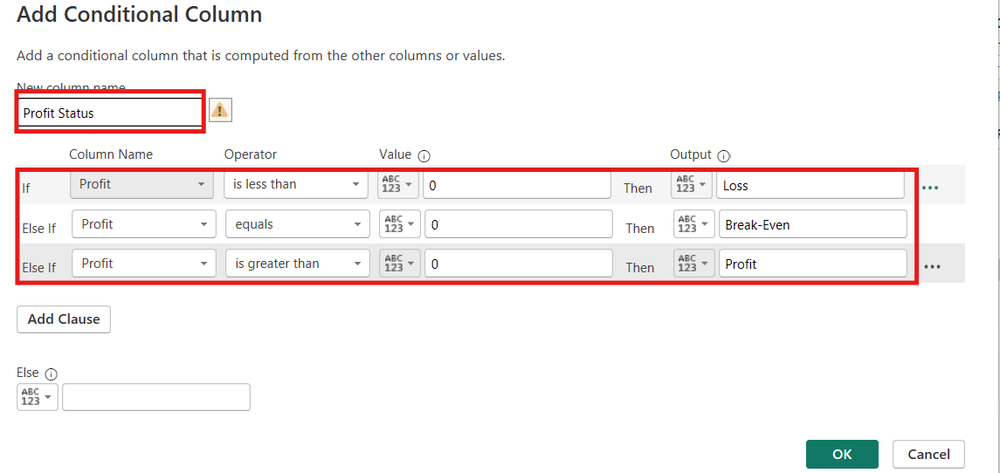 Add Conditional Column
Add a conditional column that is computed from the other columns or values.
New column name
Profit Status
Column Name Operator Value Output
If Profit is less than ABC 123 0 Then ABC 123 Loss
Else If Profit equals ABC 123 0 Then ABC 123 Break-Even
Else If Profit is greater than ABC 123 0 Then ABC 123 Profit
Add Clause
Else
ABC 123
OK Cancel